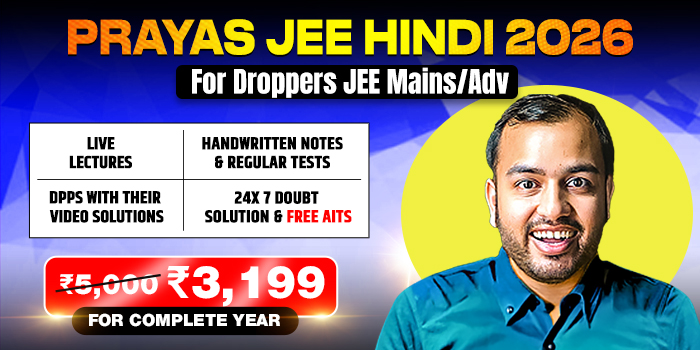 PRAYAS JEE HINDI 2026
For Droppers JEE Mains/Adv
LIVE
LECTURES
HANDWRITTEN NOTES
& REGULAR TESTS
DPPS WITH THEIR
VIDEO SOLUTIONS
24X 7 DOUBT
SOLUTION & FREE AITS
₹5,000 ₹3,199
FOR COMPLETE YEAR